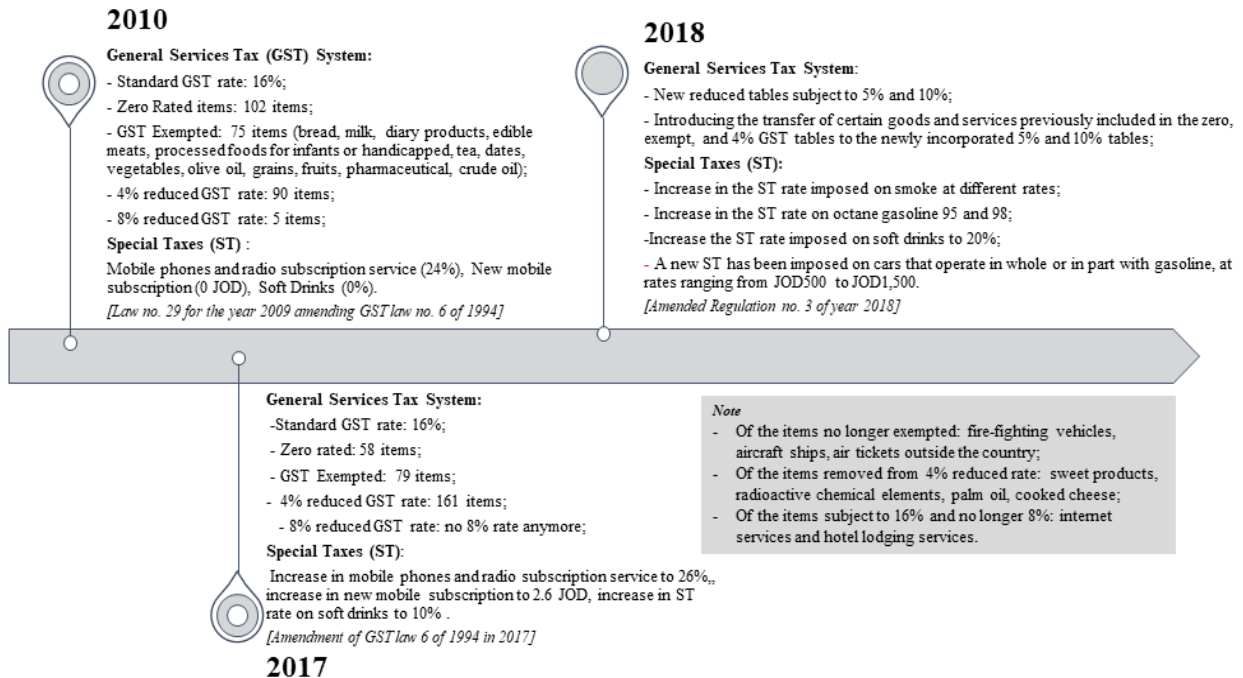 2010
General Services Tax (GST) System:
- Standard GST rate: 16%;
- Zero Rated items: 102 items;
- GST Exempted: 75 items (bread, milk, diary products, edible
meats, processed foods for infants or handicapped, tea, dates,
vegetables, olive oil, grains, fruits, pharmaceutical, crude oil);
- 4% reduced GST rate: 90 items;
- 8% reduced GST rate: 5 items;
Special Taxes (ST) :
Mobile phones and radio subscription service (24%), New mobile
subscription (0 JOD), Soft Drinks (0%).
[Law no. 29 for the year 2009 amending GST law no. 6 of 1994]
2018
General Services Tax System:
- New reduced tables subject to 5% and 10%;
- Introducing the transfer of certain goods and services previously included in the zero,
exempt, and 4% GST tables to the newly incorporated 5% and 10% tables;
Special Taxes (ST):
- Increase in the ST rate imposed on smoke at different rates;
- Increase in the ST rate on octane gasoline 95 and 98;
-Increase the ST rate imposed on soft drinks to 20%;
- A new ST has been imposed on cars that operate in whole or in part with gasoline, at
rates ranging from JOD500 to JOD1,500.
[Amended Regulation no. 3 of year 2018]
General Services Tax System:
-Standard GST rate: 16%;
- Zero rated: 58 items;
- GST Exempted: 79 items;
- 4% reduced GST rate: 161 items;
- 8% reduced GST rate: no 8% rate anymore;
Special Taxes (ST):
Increase in mobile phones and radio subscription service to 26%,,
increase in new mobile subscription to 2.6 JOD, increase in ST
rate on soft drinks to 10% .
[Amendment of GST law 6 of 1994 in 2017]
2017
Note
- Of the items no longer exempted: fire-fighting vehicles,
aircraft ships, air tickets outside the country;
- Of the items removed from 4% reduced rate: sweet products,
radioactive chemical elements, palm oil, cooked cheese;
- Of the items subject to 16% and no longer 8%: internet
services and hotel lodging services.